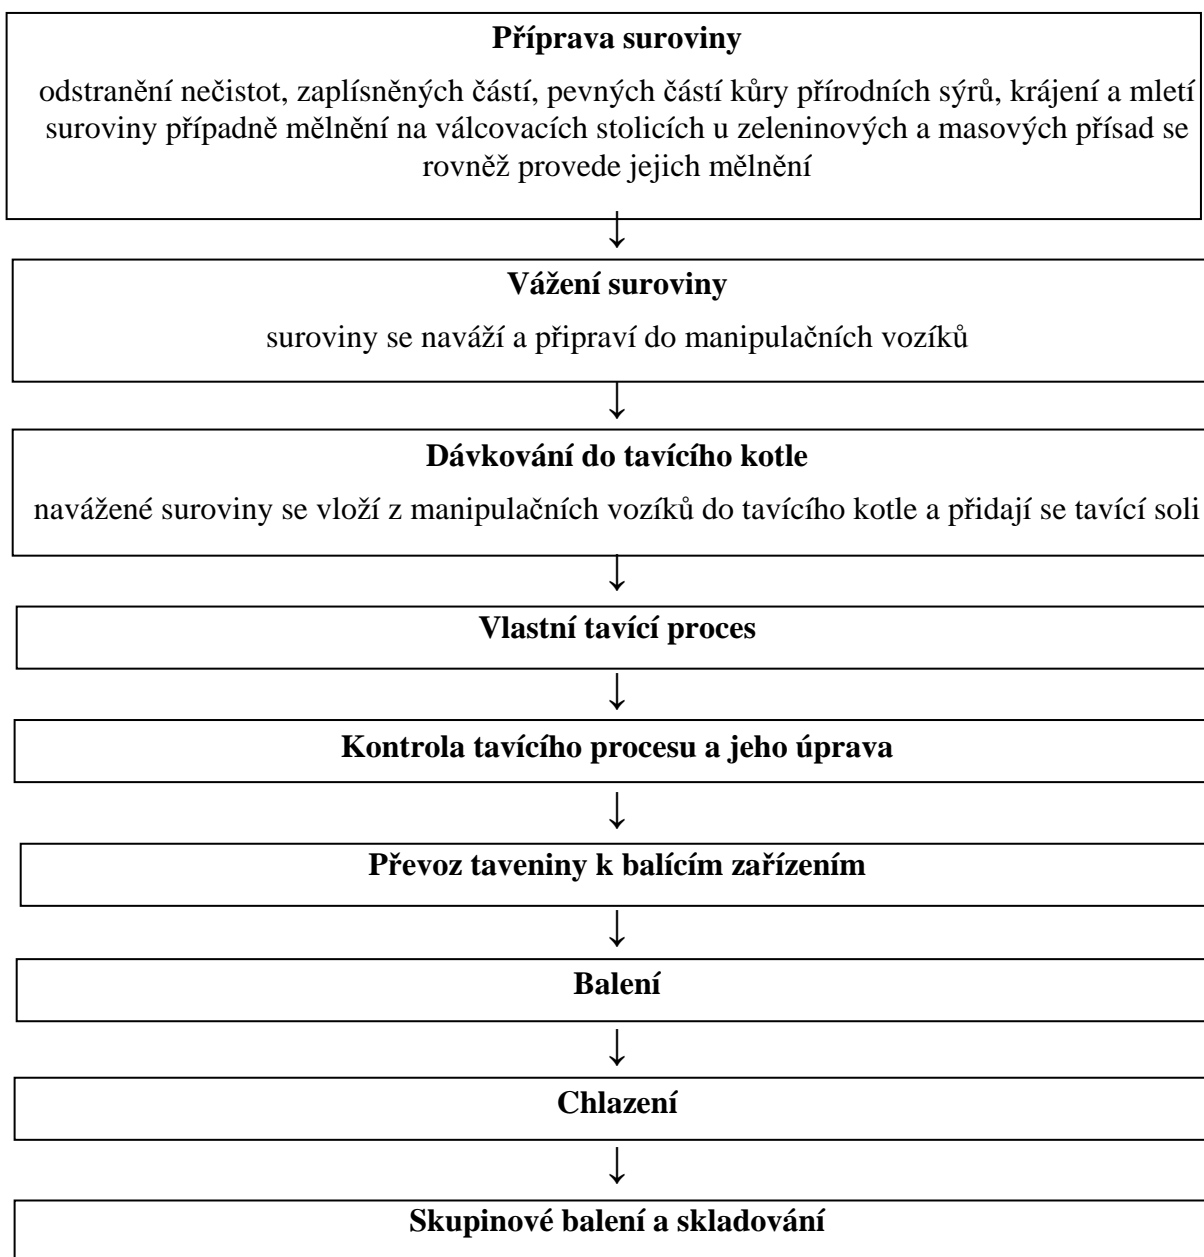 Příprava suroviny
odstranění nečistot, zaplísněných částí, pevných částí kůry přírodních sýrů, krájení a mletí
suroviny případně mělnění na válcovacích stolicích u zeleninových a masových přísad se
rovněž provede jejich mělnění
↓
Vážení suroviny
suroviny se naváží a připraví do manipulačních vozíků
↓
Dávkování do tavícího kotle
navážené suroviny se vloží z manipulačních vozíků do tavícího kotle a přidají se tavící soli
↓
Vlastní tavící proces
↓
Kontrola tavícího procesu a jeho úprava
↓
Převoz taveniny k balícím zařízením
↓
Balení
↓
Chlazení
↓
Skupinové balení a skladování